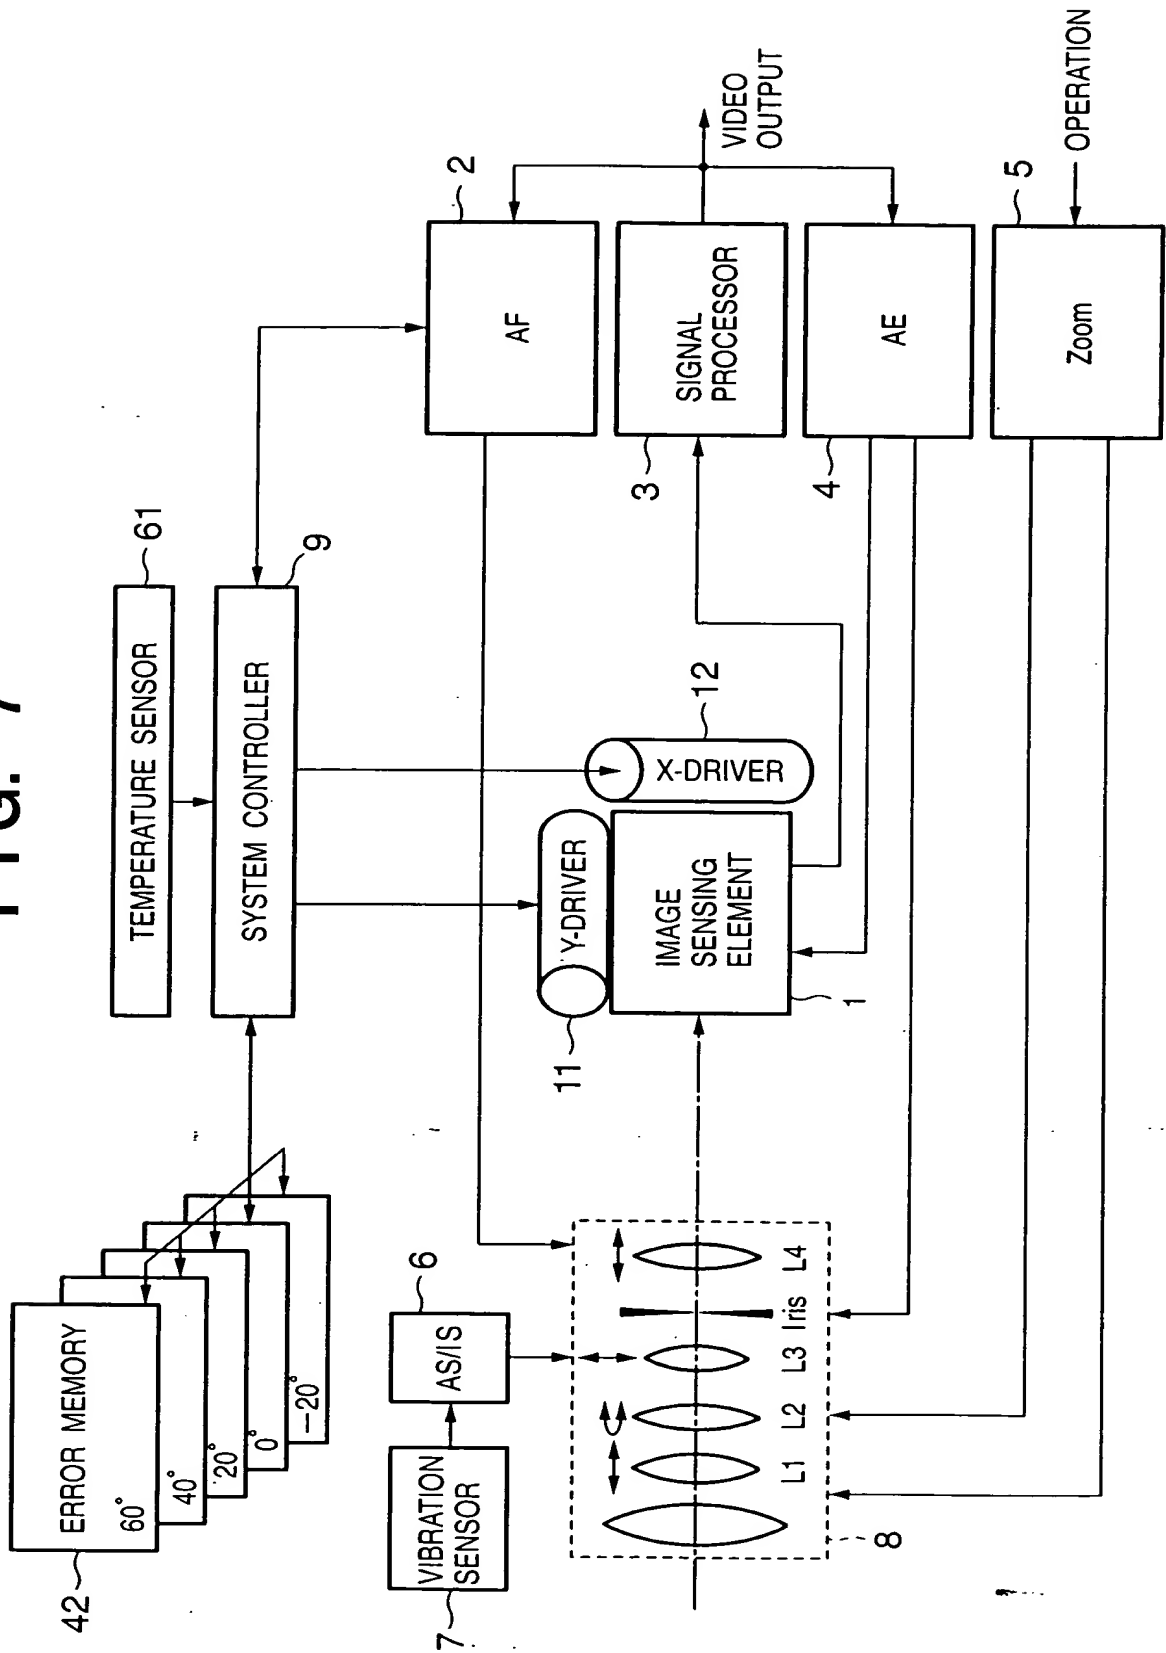 FIG. 7
42
ERROR MEMORY
60°
40°
20°
0°
−20°
TEMPERATURE SENSOR
61
SYSTEM CONTROLLER
9
7
VIBRATION
SENSOR
AS/IS
6
11
Y-DRIVER
X-DRIVER
12
IMAGE
SENSING
ELEMENT
1
AF
2
SIGNAL
PROCESSOR
3
VIDEO
OUTPUT
AE
4
Zoom
5
OPERATION
8
L1
L2
L3
Iris
L4